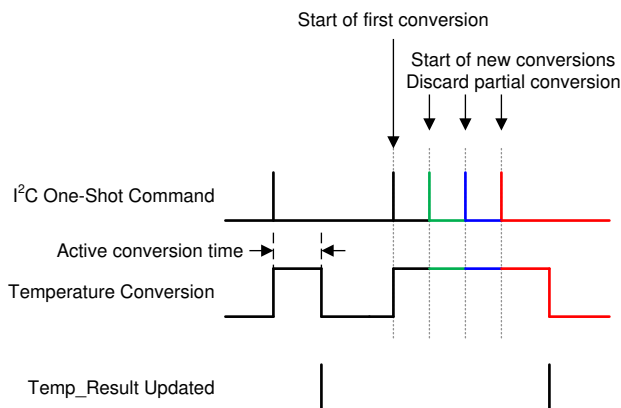 Start of first conversion
Start of new conversions
Discard partial conversion
I²C One-Shot Command
Active conversion time
Temperature Conversion
Temp_Result Updated